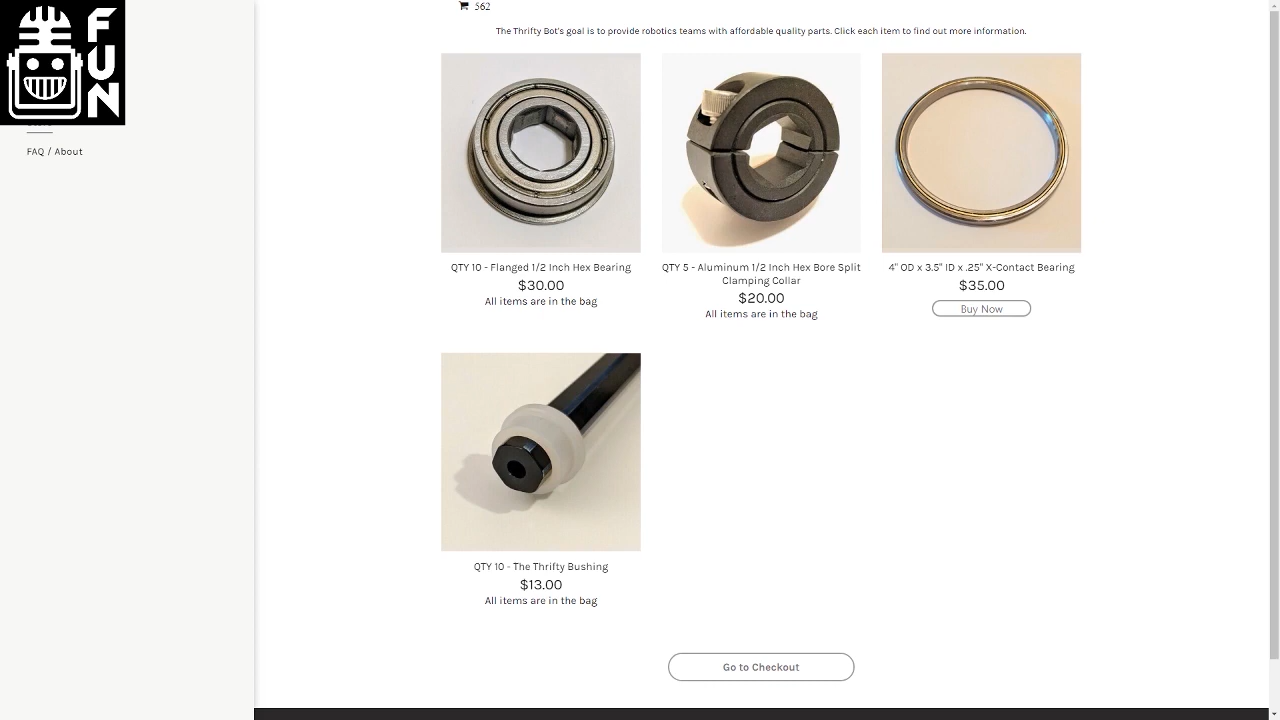 FUN
562
The Thrifty Bot's goal is to provide robotics teams with affordable quality parts. Click each item to find out more information.
FAQ / About
QTY 10 - Flanged 1/2 Inch Hex Bearing
$30.00
All items are in the bag
QTY 5 - Aluminum 1/2 Inch Hex Bore Split
Clamping Collar
$20.00
All items are in the bag
4" OD x 3.5" ID x .25" X-Contact Bearing
$35.00
Buy Now
QTY 10 - The Thrifty Bushing
$13.00
All items are in the bag
Go to Checkout